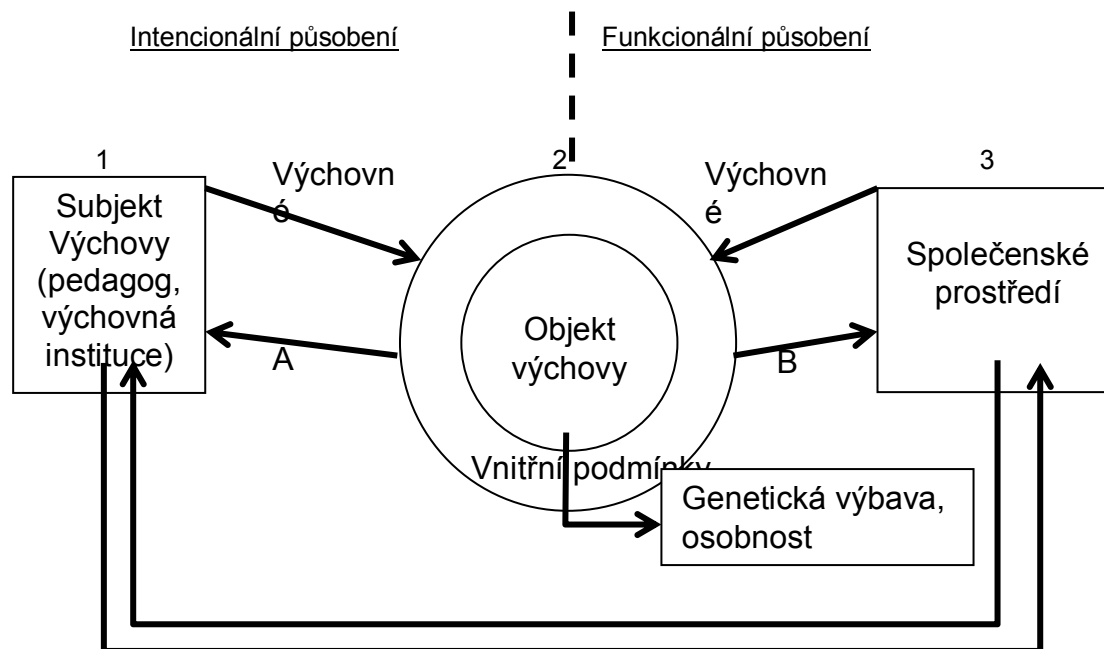 Intencionální působení
Funkcionální působení
1
2
3
Výchovn
é
Výchovn
é
Subjekt
Výchovy
(pedagog,
výchovná
instituce)
Společenské
prostředí
Objekt
výchovy
A
B
Vnitřní podmínky
Genetická výbava,
osobnost